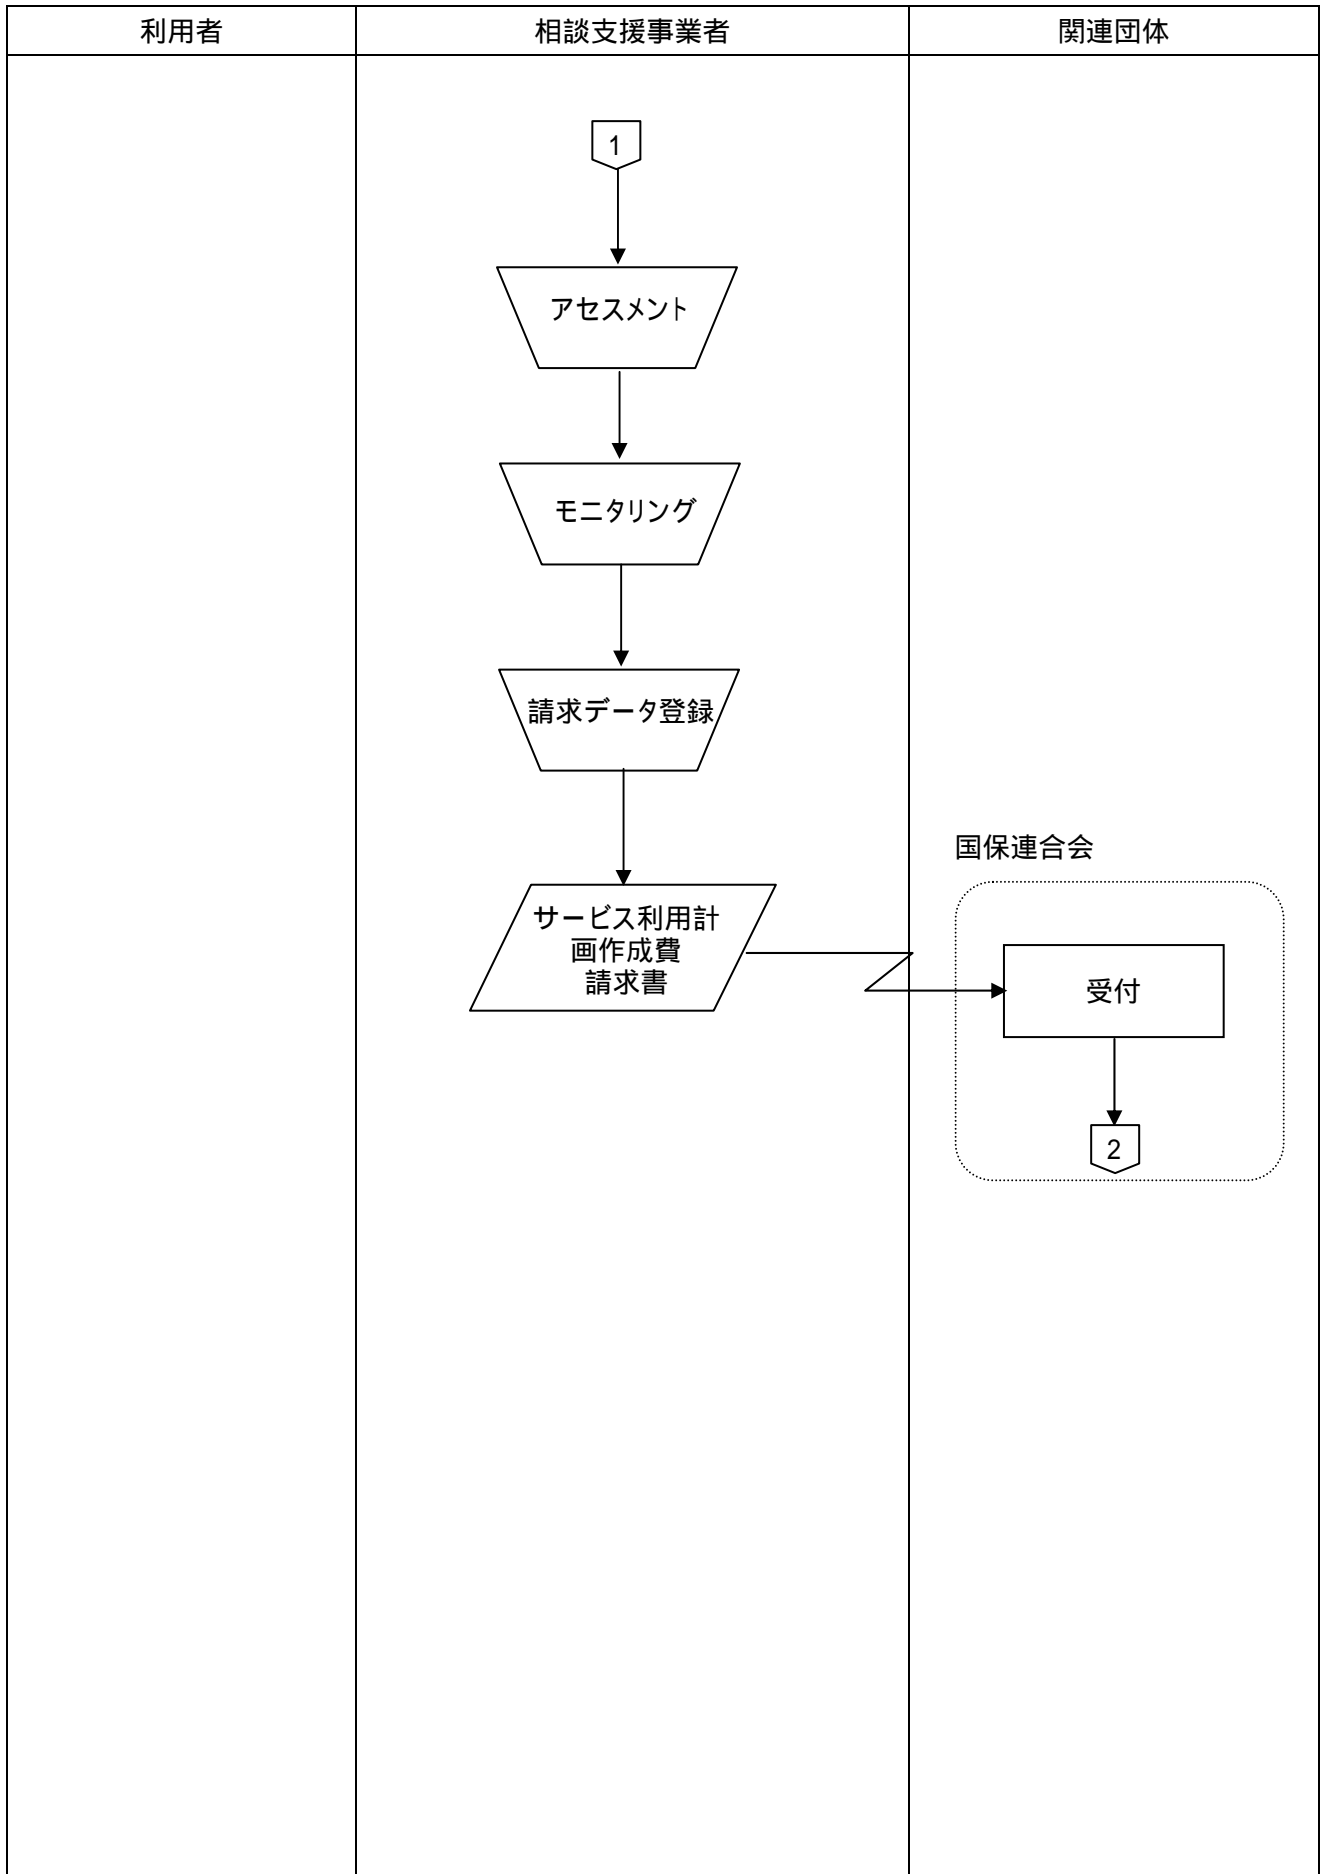 利用者
相談支援事業者
関連団体
1
アセスメント
モニタリング
請求データ登録
サービス利用計
画作成費
請求書
国保連合会
受付
2